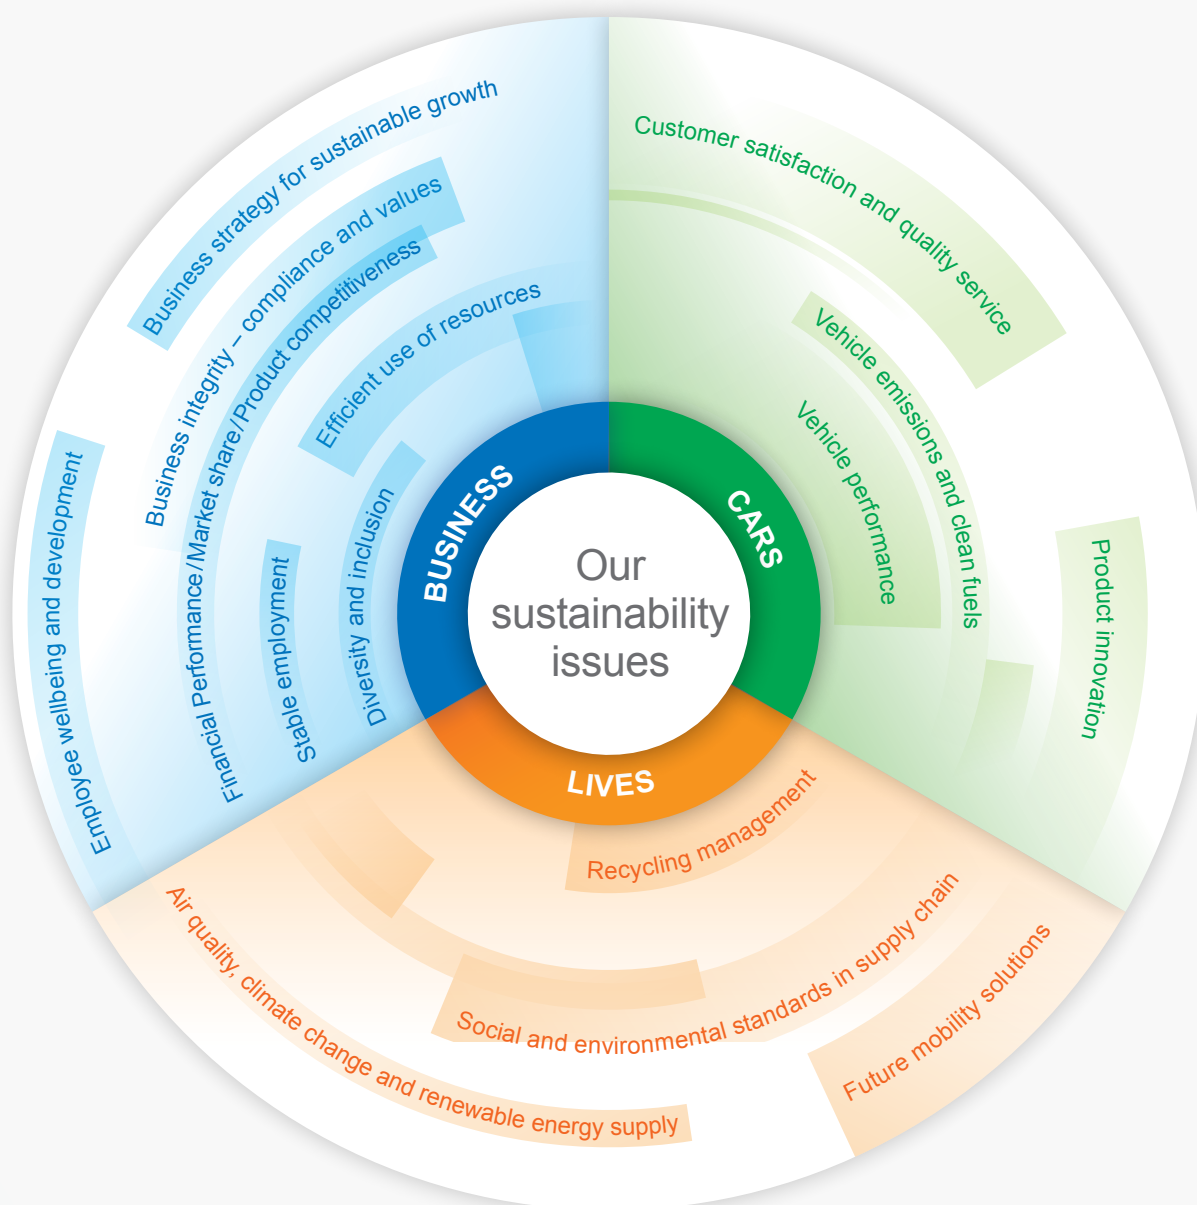 Our
sustainability
issues
BUSINESS
Business strategy for sustainable growth
Business integrity – compliance and values
Financial Performance/Market share/Product competitiveness
Efficient use of resources
Employee wellbeing and development
Stable employment
Diversity and inclusion
CARS
Customer satisfaction and quality service
Vehicle emissions and clean fuels
Vehicle performance
Product innovation
LIVES
Recycling management
Social and environmental standards in supply chain
Air quality, climate change and renewable energy supply
Future mobility solutions